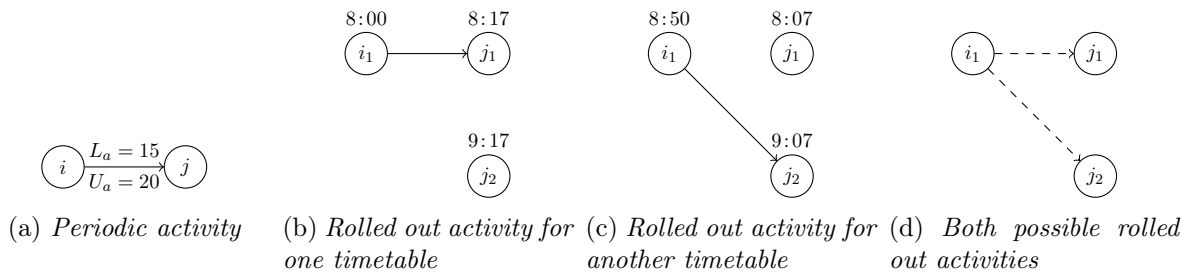 8:00 8:17 8:50 8:07
i₁ j₁ i₁ j₁ i₁ j₁
9:17 9:07
L_a = 15
i j j₂ j₂ j₂
U_a = 20
(a) Periodic activity (b) Rolled out activity for (c) Rolled out activity for (d) Both possible rolled
one timetable another timetable out activities